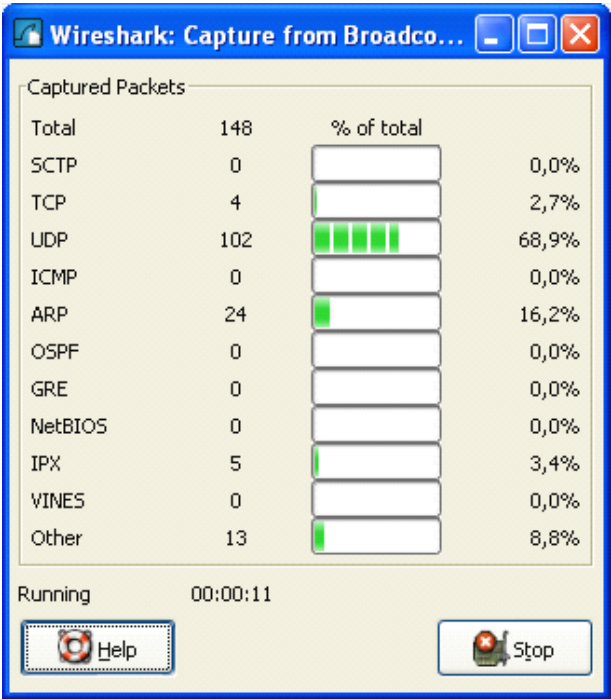 Wireshark: Capture from Broadco...
Captured Packets
Total 148 % of total
SCTP 0 0,0%
TCP 4 2,7%
UDP 102 68,9%
ICMP 0 0,0%
ARP 24 16,2%
OSPF 0 0,0%
GRE 0 0,0%
NetBIOS 0 0,0%
IPX 5 3,4%
VINES 0 0,0%
Other 13 8,8%
Running 00:00:11
Help Stop